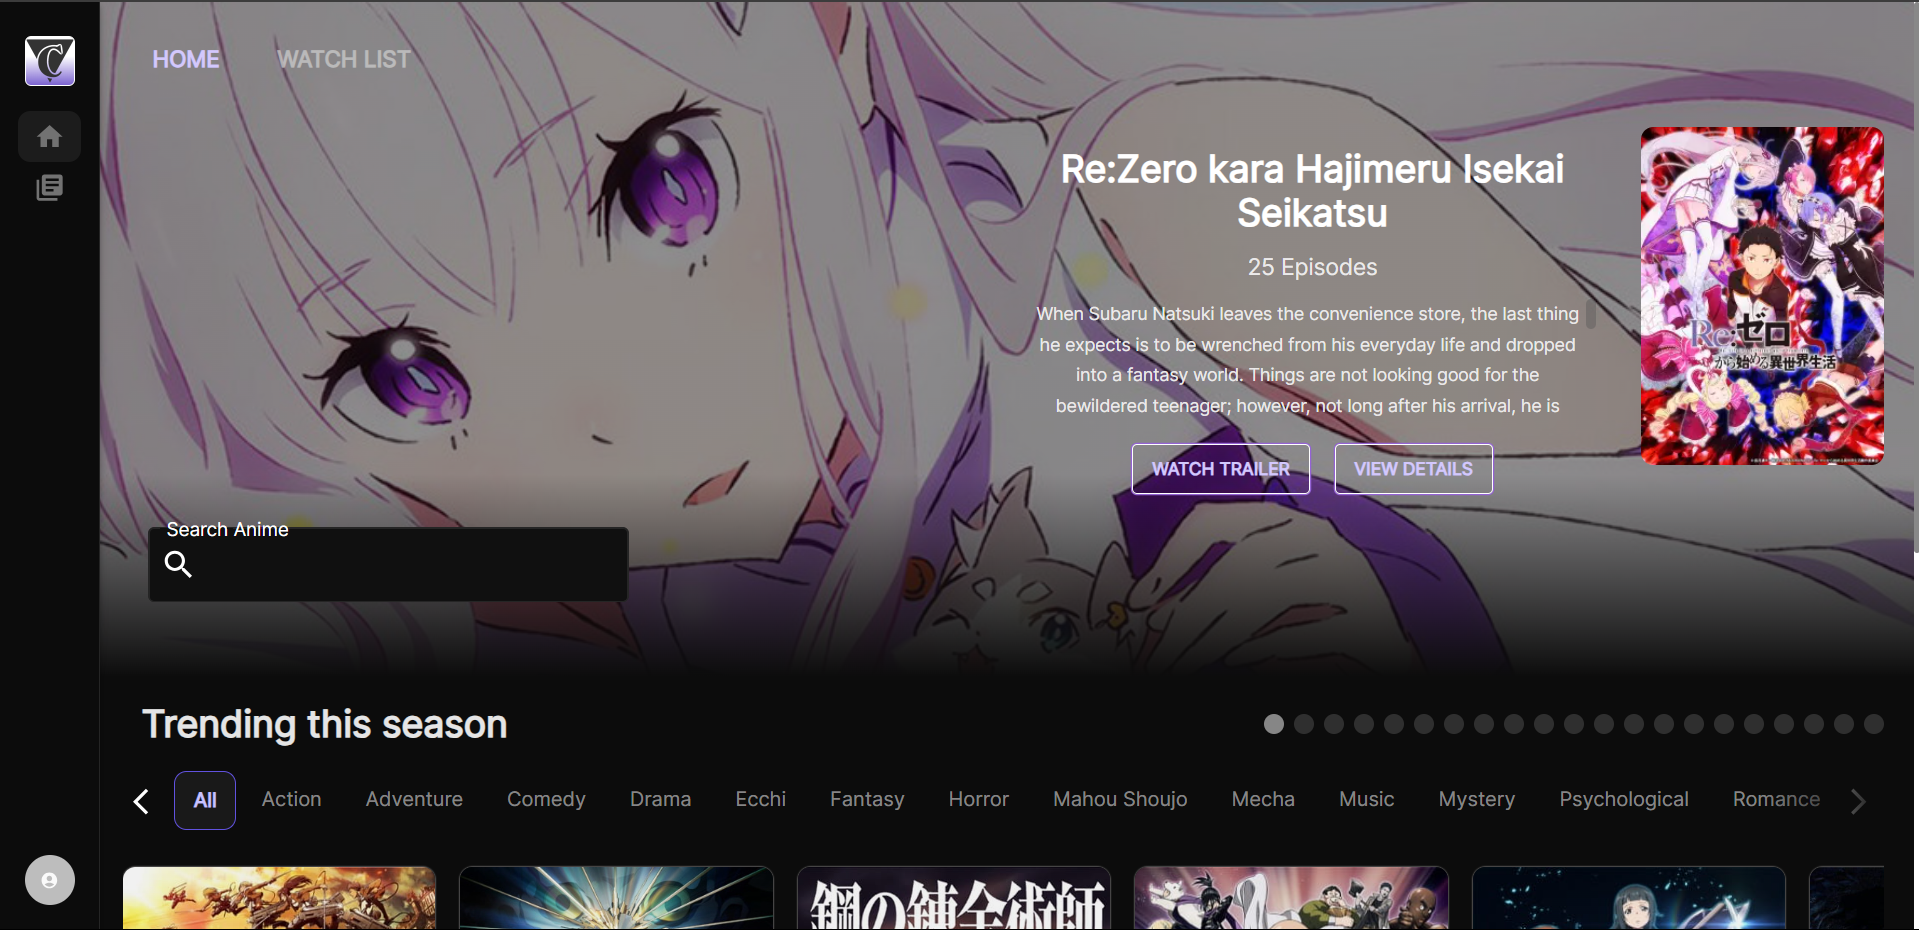 C
HOME
WATCH LIST
Re:Zero kara Hajimeru Isekai
Seikatsu
25 Episodes
When Subaru Natsuki leaves the convenience store, the last thing
he expects is to be wrenched from his everyday life and dropped
into a fantasy world. Things are not looking good for the
bewildered teenager; however, not long after his arrival, he is
WATCH TRAILER
VIEW DETAILS
Re:ゼロ
から始める異世界生活
Search Anime
Trending this season
All
Action
Adventure
Comedy
Drama
Ecchi
Fantasy
Horror
Mahou Shoujo
Mecha
Music
Mystery
Psychological
Romance
鋼の錬金術師